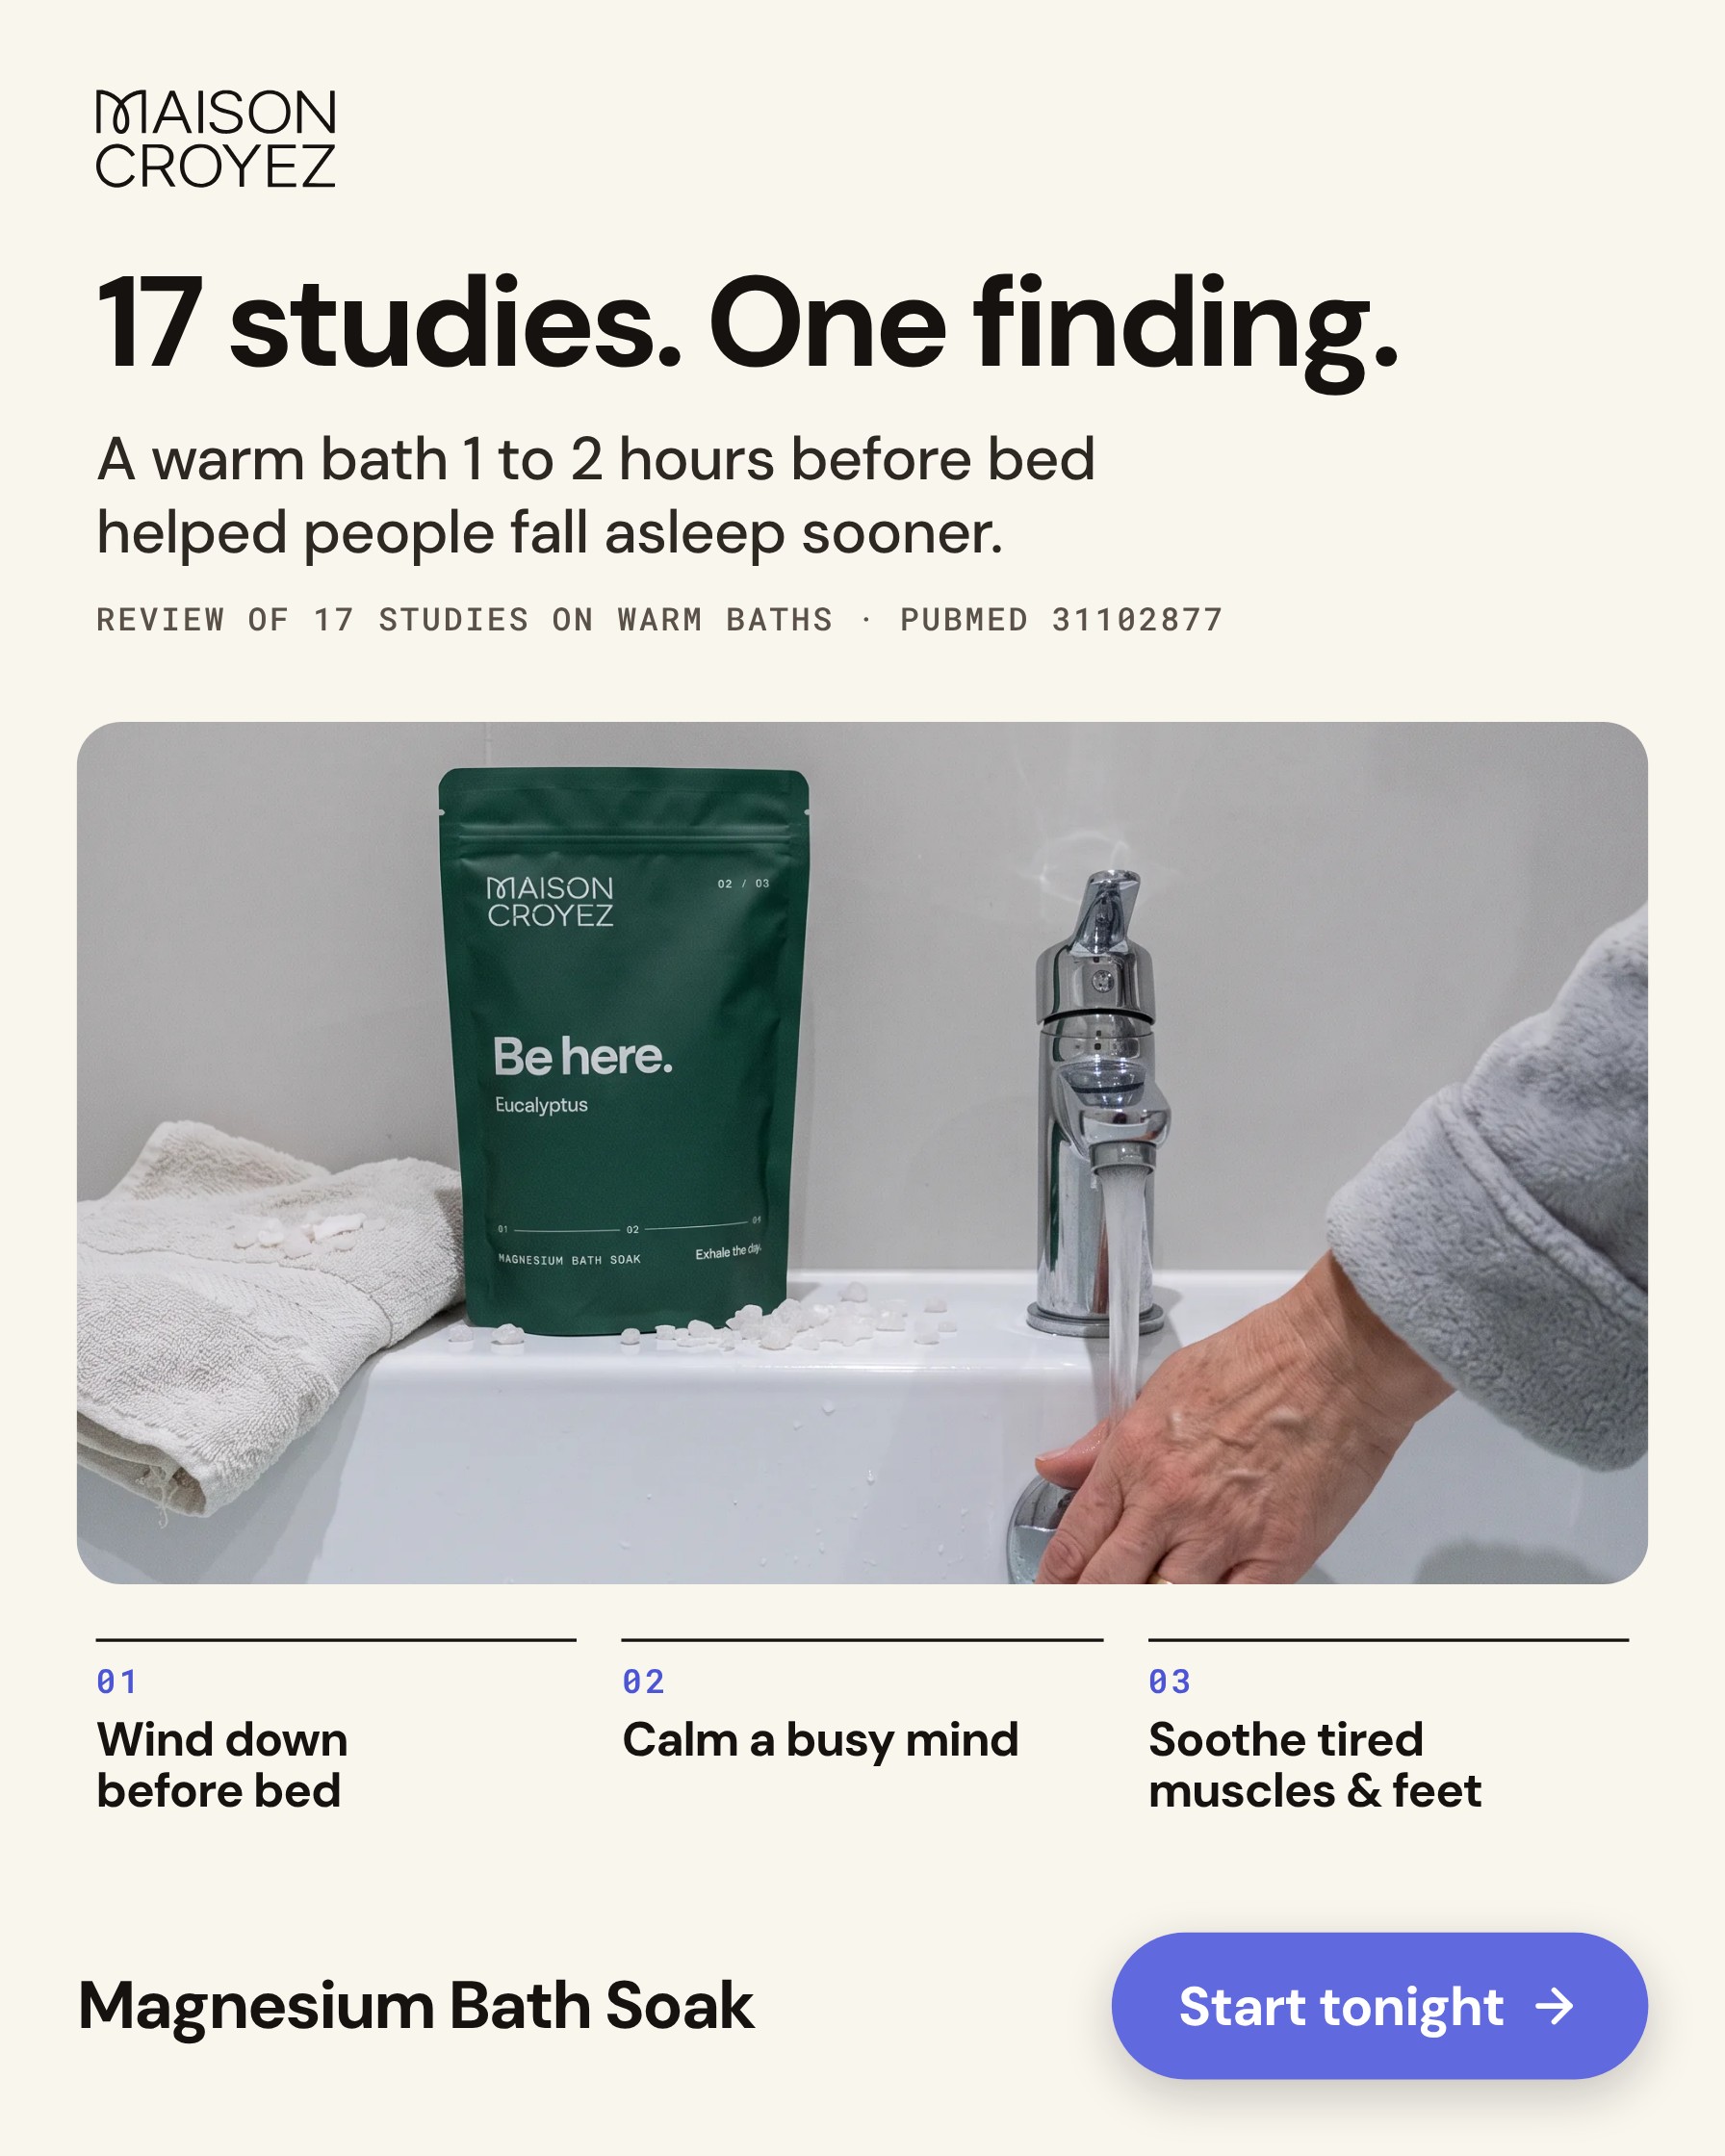 MAISON
CROYEZ
17 studies. One finding.
A warm bath 1 to 2 hours before bed
helped people fall asleep sooner.
REVIEW OF 17 STUDIES ON WARM BATHS · PUBMED 31102877
MAISON
CROYEZ
02 / 03
Be here.
Eucalyptus
01
02
MAGNESIUM BATH SOAK
Exhale the day.
01
Wind down
before bed
02
Calm a busy mind
03
Soothe tired
muscles & feet
Magnesium Bath Soak
Start tonight →